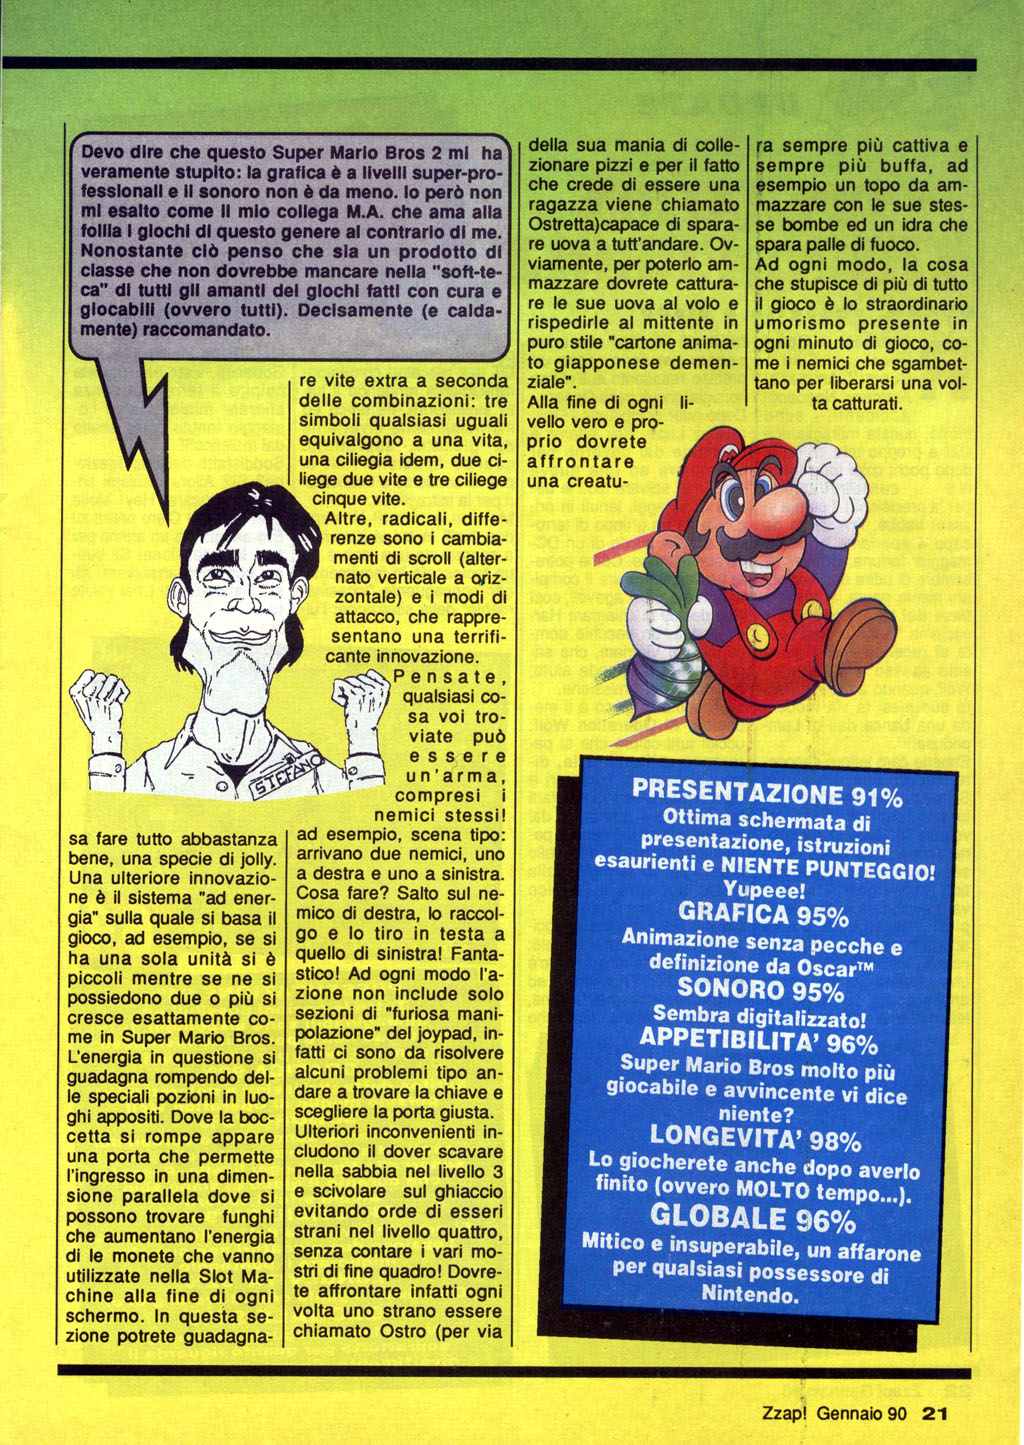 Devo dire che questo Super Mario Bros 2 mi ha
veramente stupito: la grafica è a livelli super-pro-
fessionali e il sonoro non è da meno. Io però non
mi esalto come il mio collega M.A. che ama alla
follia i giochi di questo genere al contrario di me.
Nonostante ciò penso che sia un prodotto di
classe che non dovrebbe mancare nella "soft-te-
ca" di tutti gli amanti dei giochi fatti con cura e
giocabili (ovvero tutti). Decisamente (e calda-
mente) raccomandato.
STEFANO
sa fare tutto abbastanza
bene, una specie di jolly.
Una ulteriore innovazio-
ne è il sistema "ad ener-
gia" sulla quale si basa il
gioco, ad esempio, se si
ha una sola unità si è
piccoli mentre se ne si
possiedono due o più si
cresce esattamente co-
me in Super Mario Bros.
L'energia in questione si
guadagna rompendo del-
le speciali pozioni in luo-
ghi appositi. Dove la boc-
cetta si rompe appare
una porta che permette
l'ingresso in una dimen-
sione parallela dove si
possono trovare funghi
che aumentano l'energia
di le monete che vanno
utilizzate nella Slot Ma-
chine alla fine di ogni
schermo. In questa se-
zione potrete guadagna-
re vite extra a seconda
delle combinazioni: tre
simboli qualsiasi uguali
equivalgono a una vita,
una ciliegia idem, due ci-
liege due vite e tre ciliege
cinque vite.
Altre, radicali, diffe-
renze sono i cambia-
menti di scroll (alter-
nato verticale a oriz-
zontale) e i modi di
attacco, che rappre-
sentano una terrifi-
cante innovazione.
Pensate,
qualsiasi co-
sa voi tro-
viate può
essere
un'arma,
compresi i
nemici stessi!
ad esempio, scena tipo:
arrivano due nemici, uno
a destra e uno a sinistra.
Cosa fare? Salto sul ne-
mico di destra, lo raccol-
go e lo tiro in testa a
quello di sinistra! Fanta-
stico! Ad ogni modo l'a-
zione non include solo
sezioni di "furiosa mani-
polazione" del joypad, in-
fatti ci sono da risolvere
alcuni problemi tipo an-
dare a trovare la chiave e
scegliere la porta giusta.
Ulteriori inconvenienti in-
cludono il dover scavare
nella sabbia nel livello 3
e scivolare sul ghiaccio
evitando orde di esseri
strani nel livello quattro,
senza contare i vari mo-
stri di fine quadro! Dovre-
te affrontare infatti ogni
volta uno strano essere
chiamato Ostro (per via
della sua mania di colle-
zionare pizzi e per il fatto
che crede di essere una
ragazza viene chiamato
Ostretta)capace di spara-
re uova a tutt'andare. Ov-
viamente, per poterlo am-
mazzare dovrete cattura-
re le sue uova al volo e
rispedirle al mittente in
puro stile "cartone anima-
to giapponese demen-
ziale".
Alla fine di ogni li-
vello vero e pro-
prio dovrete
affrontare
una creatu-
ra sempre più cattiva e
sempre più buffa, ad
esempio un topo da am-
mazzare con le sue stes-
se bombe ed un idra che
spara palle di fuoco.
Ad ogni modo, la cosa
che stupisce di più di tutto
il gioco è lo straordinario
umorismo presente in
ogni minuto di gioco, co-
me i nemici che sgambet-
tano per liberarsi una vol-
ta catturati.
PRESENTAZIONE 91%
Ottima schermata di
presentazione, istruzioni
esaurienti e NIENTE PUNTEGGIO!
Yupeee!
GRAFICA 95%
Animazione senza pecche e
definizione da Oscar™
SONORO 95%
Sembra digitalizzato!
APPETIBILITA' 96%
Super Mario Bros molto più
giocabile e avvincente vi dice
niente?
LONGEVITA' 98%
Lo giocherete anche dopo averlo
finito (ovvero MOLTO tempo...).
GLOBALE 96%
Mitico e insuperabile, un affarone
per qualsiasi possessore di
Nintendo.
Zzap! Gennaio 90 21